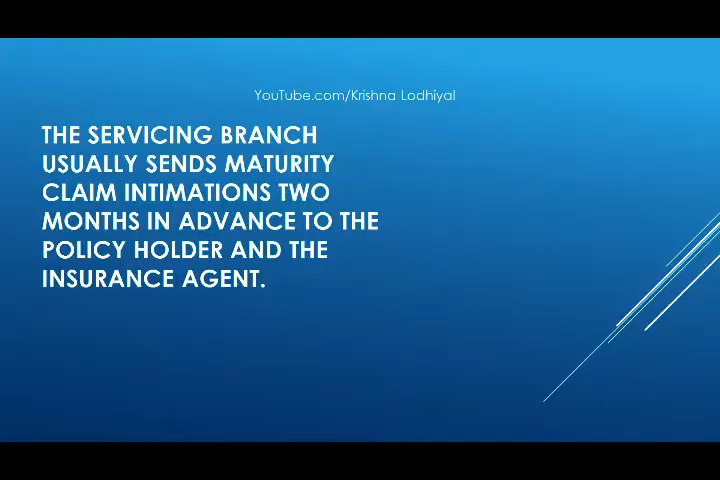 YouTube.com/Krishna Lodhiyal
THE SERVICING BRANCH
USUALLY SENDS MATURITY
CLAIM INTIMATIONS TWO
MONTHS IN ADVANCE TO THE
POLICY HOLDER AND THE
INSURANCE AGENT.